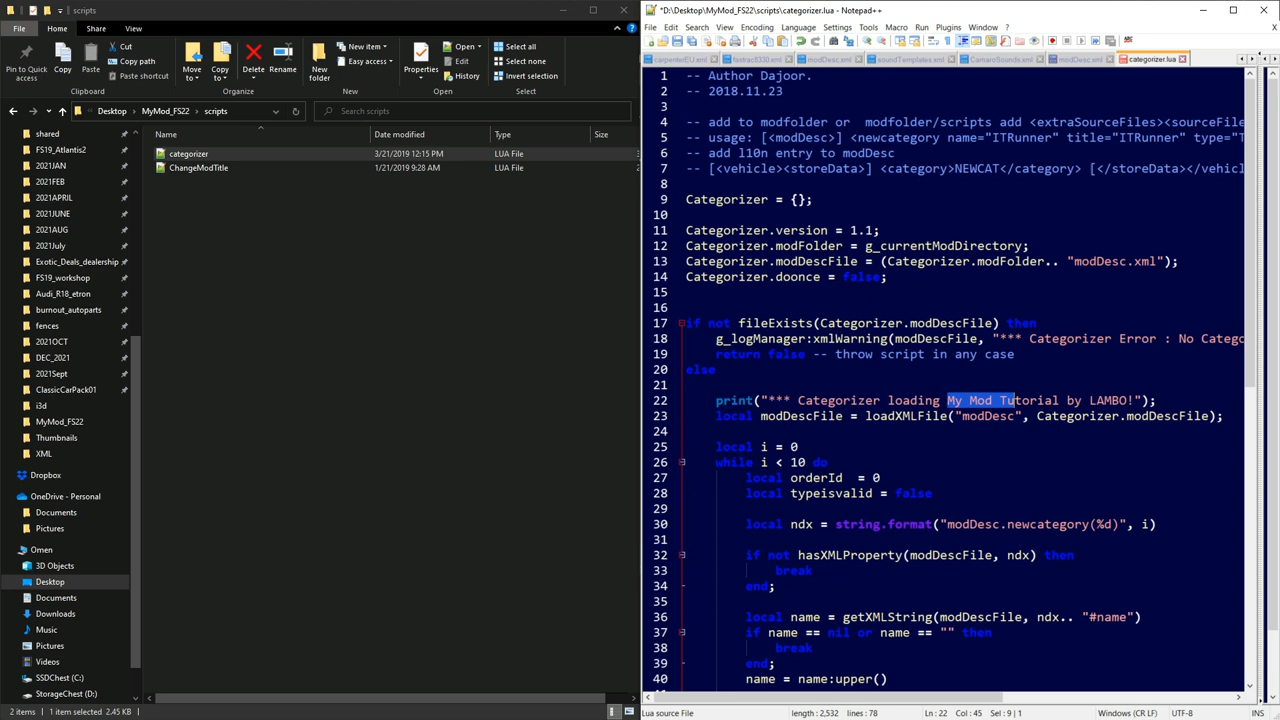 scripts
File
Home
Share
View
Pin to Quick access
Copy
Paste
Cut
Copy path
Paste shortcut
Clipboard
Move to
Copy to
Delete
Rename
Organize
New folder
New item
Easy access
New
Properties
Open
Edit
History
Open
Select all
Select none
Invert selection
Select
Desktop
MyMod_FS22
scripts
Search scripts
Name
Date modified
Type
Size
categorizer 3/21/2019 12:15 PM LUA File
ChangeModTitle 1/21/2019 9:28 AM LUA File
shared
FS19_Atlantis2
2021JAN
2021FEB
2021APRIL
2021JUNE
2021AUG
2021July
Exotic_Deals_dealership
FS19_workshop
Audi_R18_etron
burnout_autoparts
fences
2021OCT
DEC_2021
2021Sept
ClassicCarPack01
i3d
MyMod_FS22
Thumbnails
XML
Dropbox
OneDrive - Personal
Documents
Pictures
Omen
3D Objects
Desktop
Documents
Downloads
Music
Pictures
Videos
SSOChest (C:)
StorageChest (D:)
2 items
1 item selected 2.45 KB
*D:\Desktop\MyMod_FS22\scripts\categorizer.lua - Notepad++
File Edit Search View Encoding Language Settings Tools Macro Run Plugins Window ?
carpenterEU.xml fastrac8330.xml modDesc.xml soundTemplates.xml CamaroSounds.xml modDesc.xml categorizer.lua
1 -- Author Dajoor.
2 -- 2018.11.23
3
4 -- add to modfolder or modfolder/scripts add <extraSourceFiles><sourceFile
5 -- usage: [<modDesc>] <newcategory name="ITRunner" title="ITRunner" type="T
6 -- add l10n entry to modDesc
7 -- [<vehicle><storeData>] <category>NEWCAT</category> [</storeData></vehicl
8
9 Categorizer = {};
10
11 Categorizer.version = 1.1;
12 Categorizer.modFolder = g_currentModDirectory;
13 Categorizer.modDescFile = (Categorizer.modFolder.. "modDesc.xml");
14 Categorizer.doonce = false;
15
16
17 if not fileExists(Categorizer.modDescFile) then
18 g_logManager:xmlWarning(modDescFile, "*** Categorizer Error : No Catego
19 return false -- throw script in any case
20 else
21
22 print("*** Categorizer loading My Mod Tutorial by LAMBO!");
23 local modDescFile = loadXMLFile("modDesc", Categorizer.modDescFile);
24
25 local i = 0
26 while i < 10 do
27 local orderId = 0
28 local typeisvalid = false
29
30 local ndx = string.format("modDesc.newcategory(%d)", i)
31
32 if not hasXMLProperty(modDescFile, ndx) then
33 break
34 end;
35
36 local name = getXMLString(modDescFile, ndx.. "#name")
37 if name == nil or name == "" then
38 break
39 end;
40 name = name:upper()
Lua source File
length : 2,532 lines : 78
Ln : 22 Col : 45 Sel : 9 | 1
Windows (CR LF)
UTF-8
INS